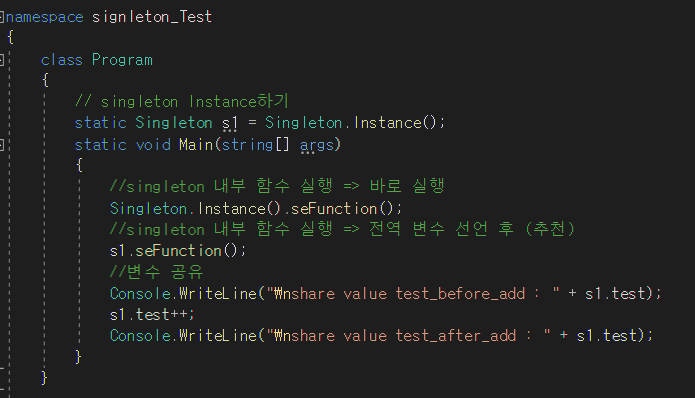 namespace signleton_Test
{
class Program
{
// singleton Instance하기
static Singleton s1 = Singleton.Instance();
static void Main(string[] args)
{
//singleton 내부 함수 실행 => 바로 실행
Singleton.Instance().seFunction();
//singleton 내부 함수 실행 => 전역 변수 선언 후 (추천)
s1.seFunction();
//변수 공유
Console.WriteLine("₩nshare value test_before_add : " + s1.test);
s1.test++;
Console.WriteLine("₩nshare value test_after_add : " + s1.test);
}
}